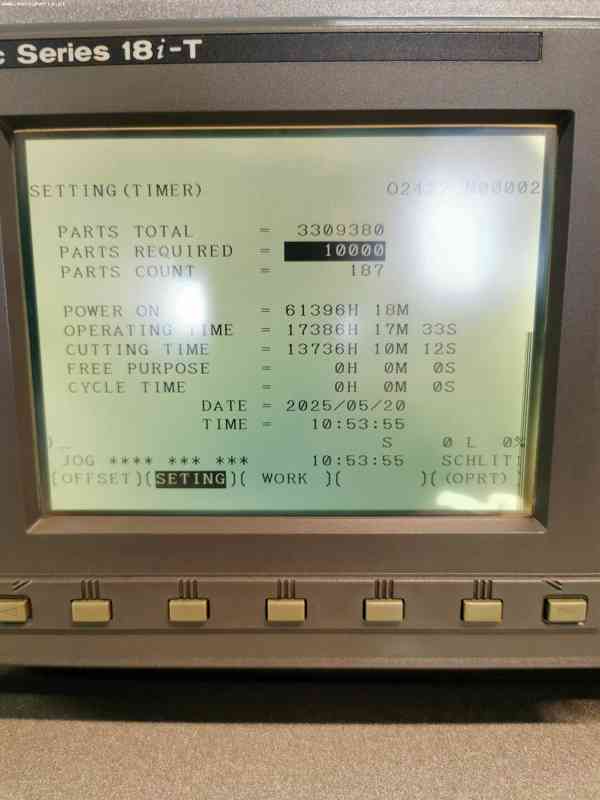 c Series 18i-T
SETTING(TIMER) N00002
PARTS TOTAL = 3309380
PARTS REQUIRED = 10000
PARTS COUNT = 187
POWER ON = 61396H 18M
OPERATING TIME = 17386H 17M 33S
CUTTING TIME = 13736H 10M 12S
FREE PURPOSE = 0H 0M 0S
CYCLE TIME = 0H 0M 0S
DATE = 2025/05/20
TIME = 10:53:55
)_
S 0 L 0%
JOG **** *** *** 10:53:55 SCHLIT:
(OFFSET)(SETING)( WORK )( )((OPRT)